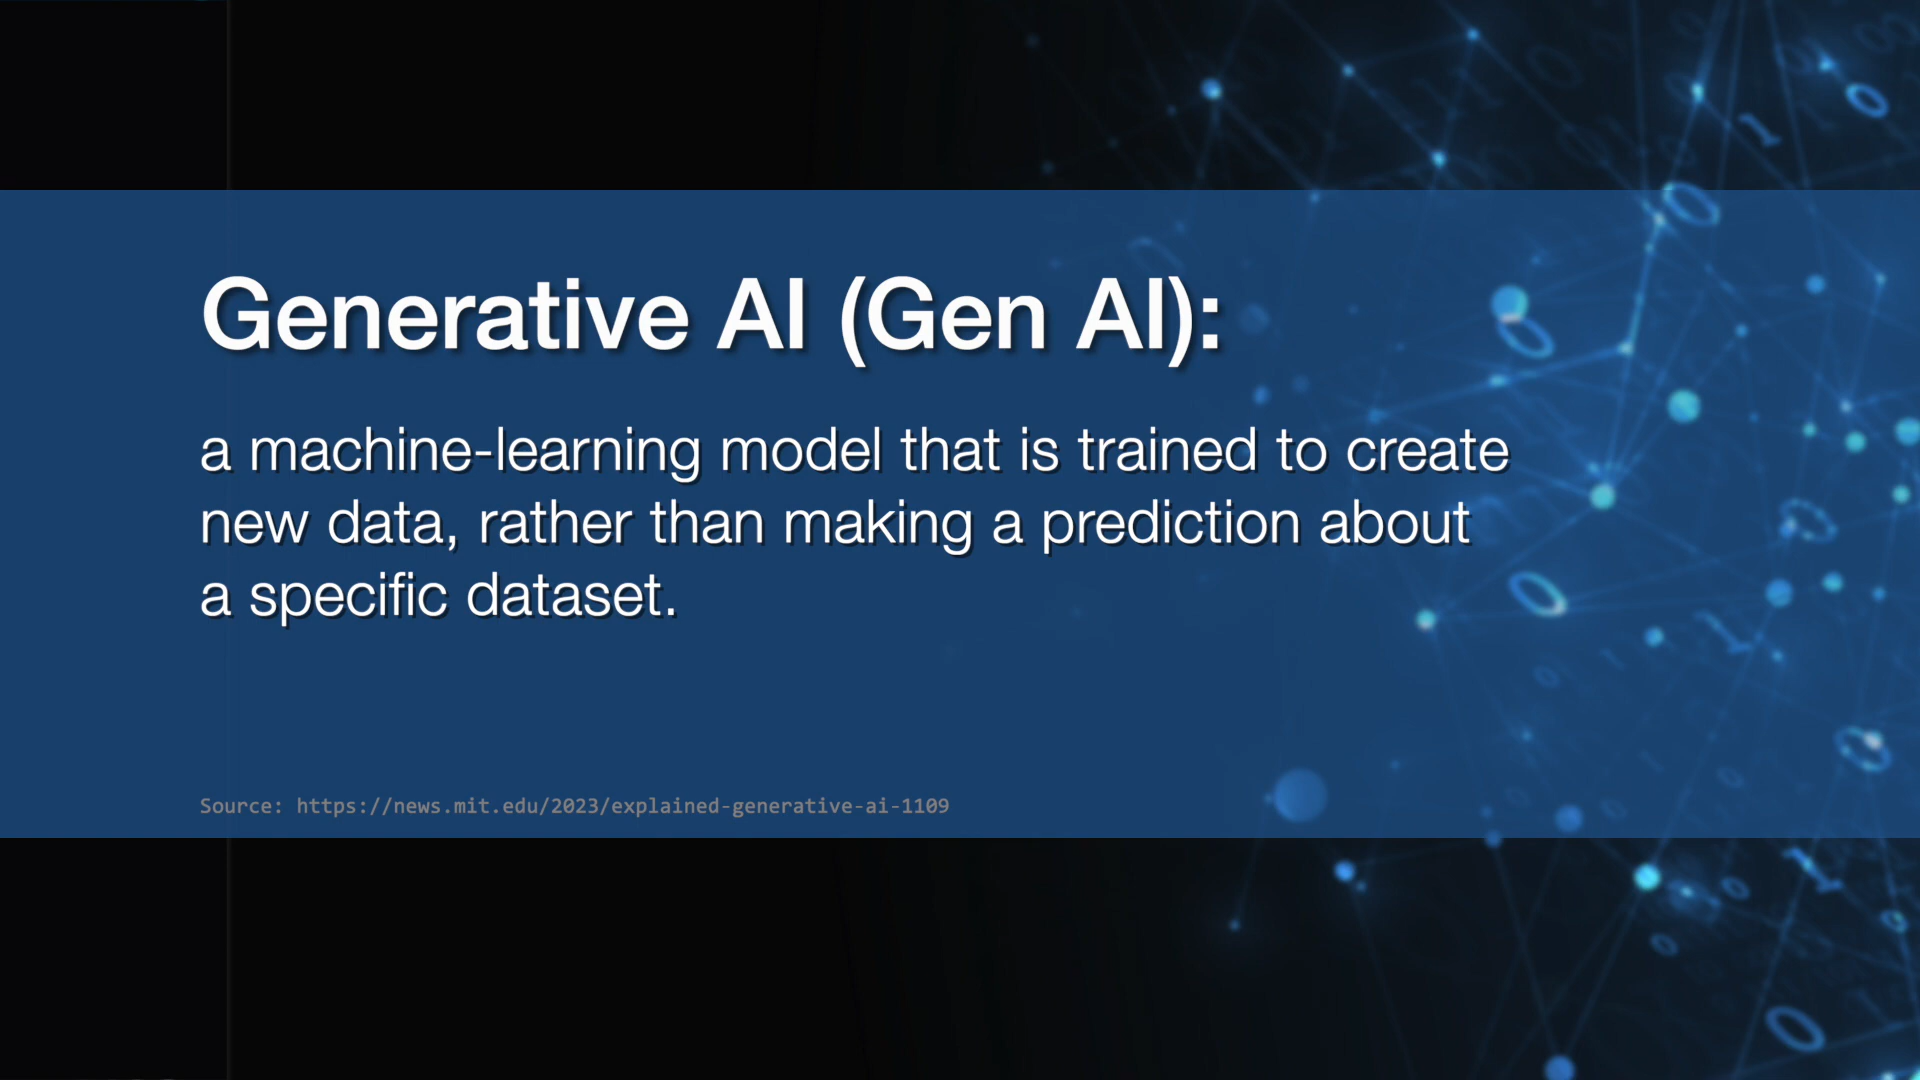 Generative AI (Gen AI):
a machine-learning model that is trained to create
new data, rather than making a prediction about
a specific dataset.
Source: https://news.mit.edu/2023/explained-generative-ai-1109